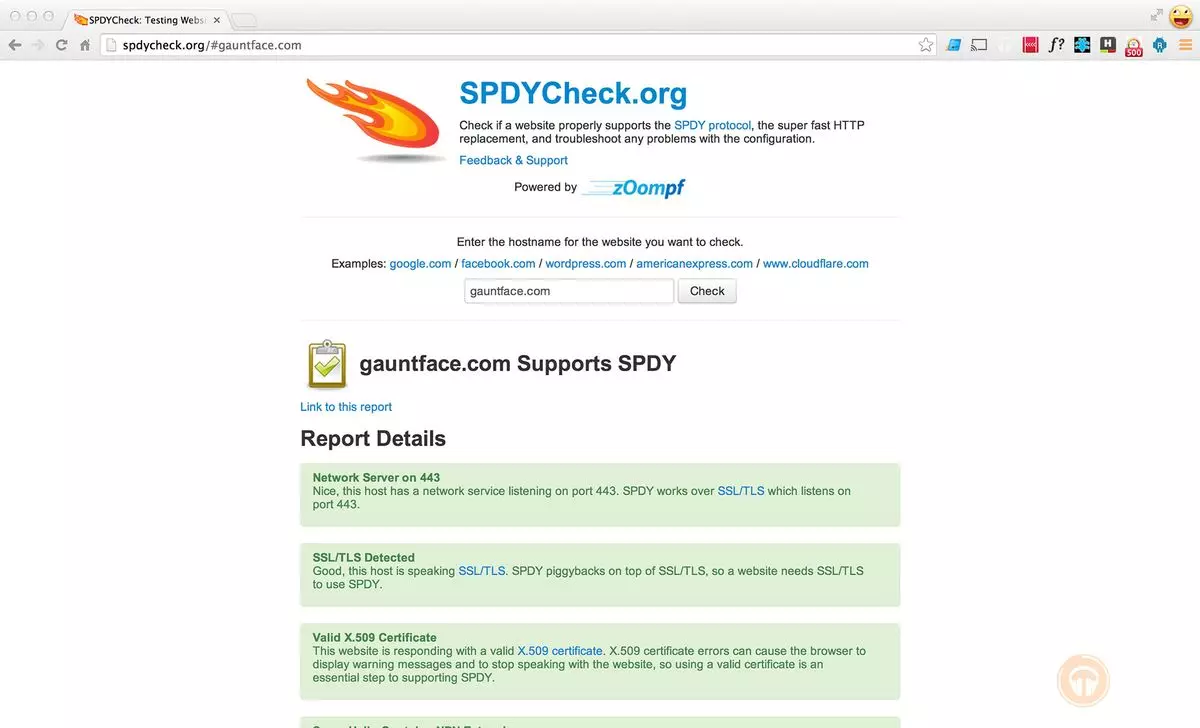 SPDYCheck: Testing Webs
spdycheck.org/#gauntface.com
f?
H
500
R
SPDYCheck.org
Check if a website properly supports the SPDY protocol, the super fast HTTP
replacement, and troubleshoot any problems with the configuration.
Feedback & Support
Powered by zOompf
Enter the hostname for the website you want to check.
Examples: google.com / facebook.com / wordpress.com / americanexpress.com / www.cloudflare.com
gauntface.com Check
gauntface.com Supports SPDY
Link to this report
Report Details
Network Server on 443
Nice, this host has a network service listening on port 443. SPDY works over SSL/TLS which listens on
port 443.
SSL/TLS Detected
Good, this host is speaking SSL/TLS. SPDY piggybacks on top of SSL/TLS, so a website needs SSL/TLS
to use SPDY.
Valid X.509 Certificate
This website is responding with a valid X.509 certificate. X.509 certificate errors can cause the browser to
display warning messages and to stop speaking with the website, so using a valid certificate is an
essential step to supporting SPDY.